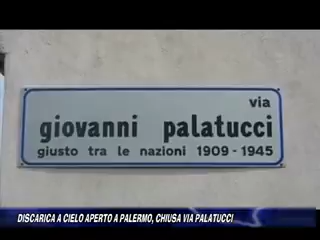 via
giovanni palatucci
giusto tra le nazioni 1909 - 1945
DISCARICA A CIELO APERTO A PALERMO, CHIUSA VIA PALATUCCI